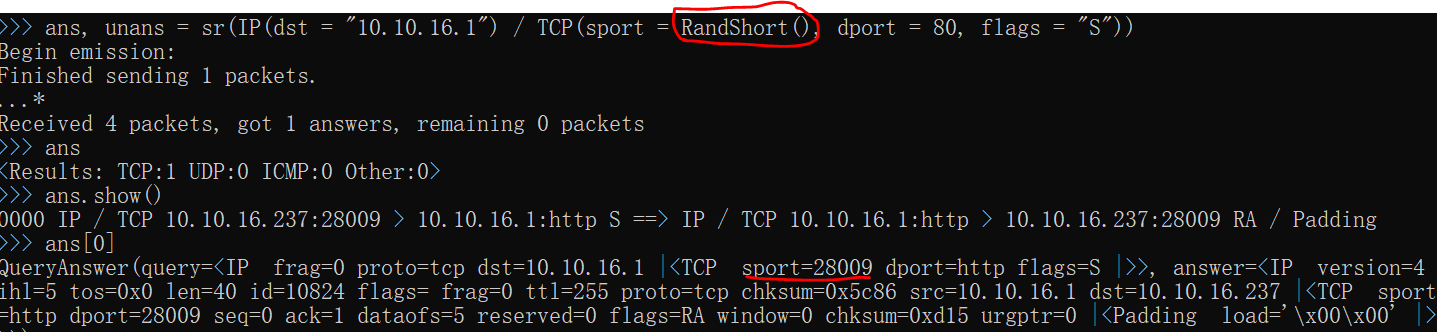 >>> ans, unans = sr(IP(dst = "10.10.16.1") / TCP(sport = RandShort(), dport = 80, flags = "S"))
Begin emission:
Finished sending 1 packets.
...*
Received 4 packets, got 1 answers, remaining 0 packets
>>> ans
<Results: TCP:1 UDP:0 ICMP:0 Other:0>
>>> ans.show()
0000 IP / TCP 10.10.16.237:28009 > 10.10.16.1:http S ==> IP / TCP 10.10.16.1:http > 10.10.16.237:28009 RA / Padding
>>> ans[0]
QueryAnswer(query=<IP  frag=0 proto=tcp dst=10.10.16.1 |<TCP  sport=28009 dport=http flags=S |>>, answer=<IP  version=4
ihl=5 tos=0x0 len=40 id=10824 flags= frag=0 ttl=255 proto=tcp chksum=0x5c86 src=10.10.16.1 dst=10.10.16.237 |<TCP  sport
=http dport=28009 seq=0 ack=1 dataofs=5 reserved=0 flags=RA window=0 chksum=0xd15 urgptr=0 |<Padding  load='\x00\x00' |>